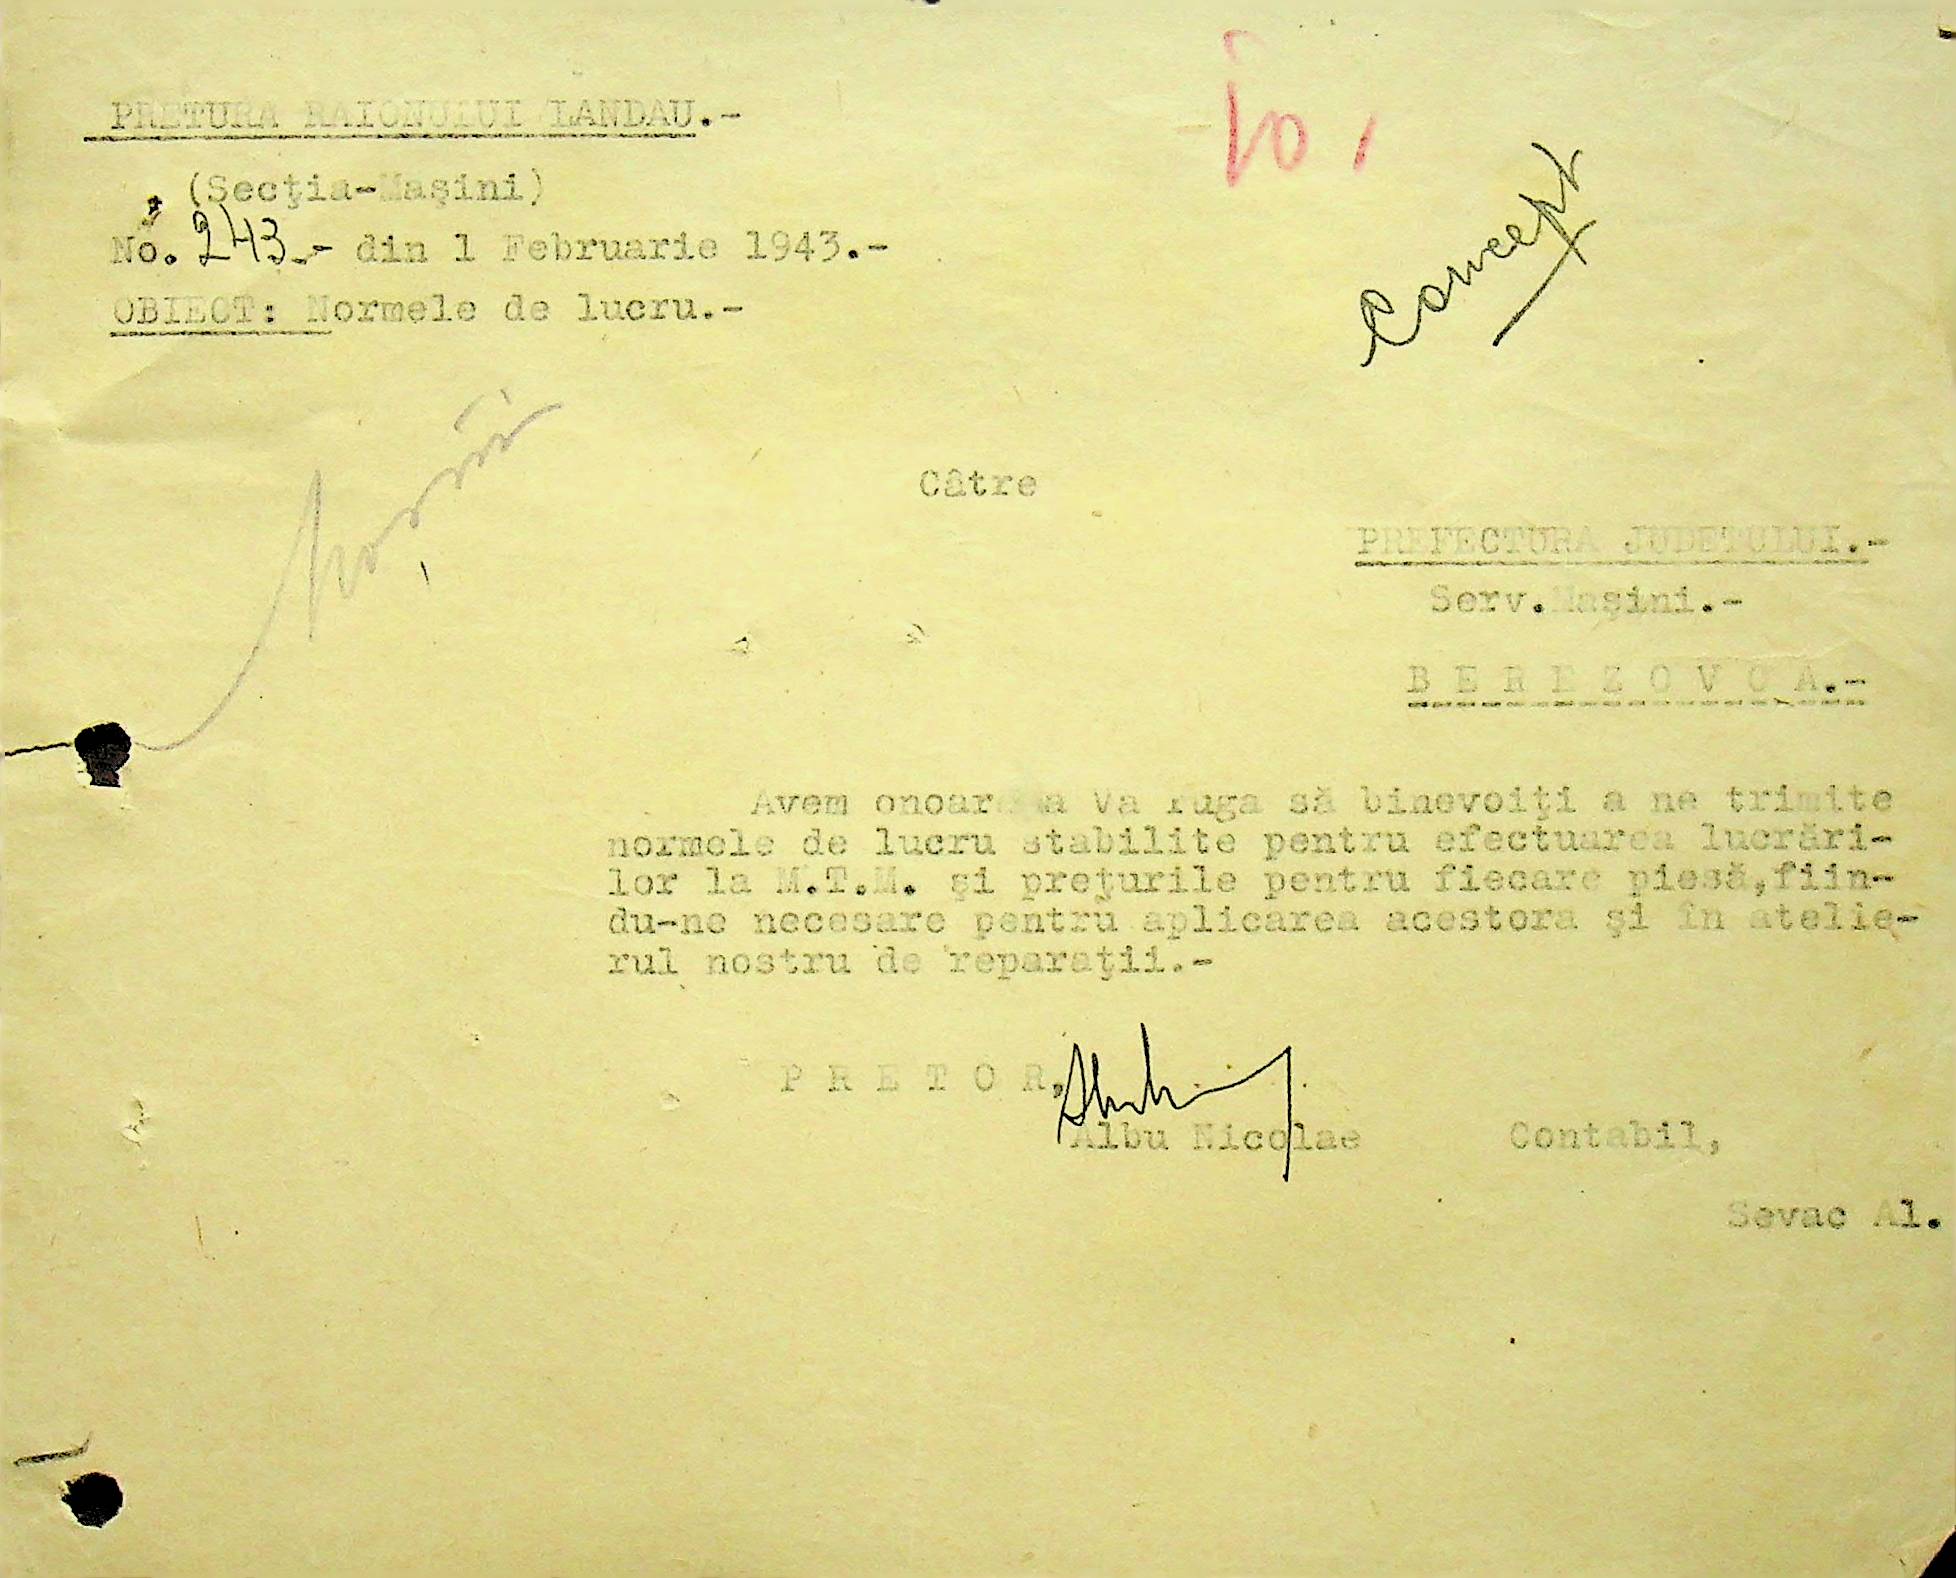 PRETURA RAIONULUI LANDAU.-
(Secţia-Maşini)
No. 243.- din 1 Februarie 1943.-
OBIECT: Normele de lucru.-
Concept
Câtre
PREFECTURA JUDETULUI.-
Serv.Maşini.-
B E R E Z O V C A.-
Avem onoarea Va ruga să binevoiţi a ne trimite
normele de lucru stabilite pentru efectuarea lucrări-
lor la M.T.M. şi preţurile pentru fiecare piesă,fiin-
du-ne necesare pentru aplicarea acestora şi în atelie-
rul nostru de reparaţii.-
P R E T O R,
Albu Nicolae Contabil,
Sevac Al.